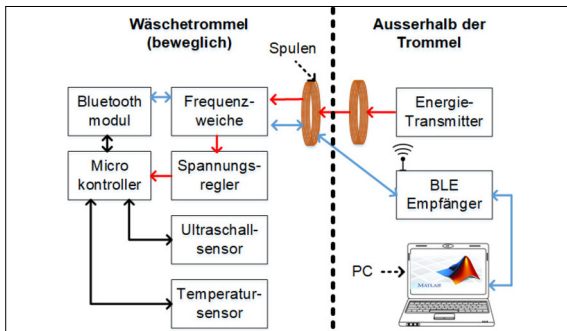 Wäschetrommel
(beweglich)
Ausserhalb der
Trommel
Spulen
Bluetooth
modul
Frequenz-
weiche
Energie-
Transmitter
Micro
kontroller
Spannungs-
regler
BLE
Empfänger
Ultraschall-
sensor
PC
MATLAB
Temperatur-
sensor